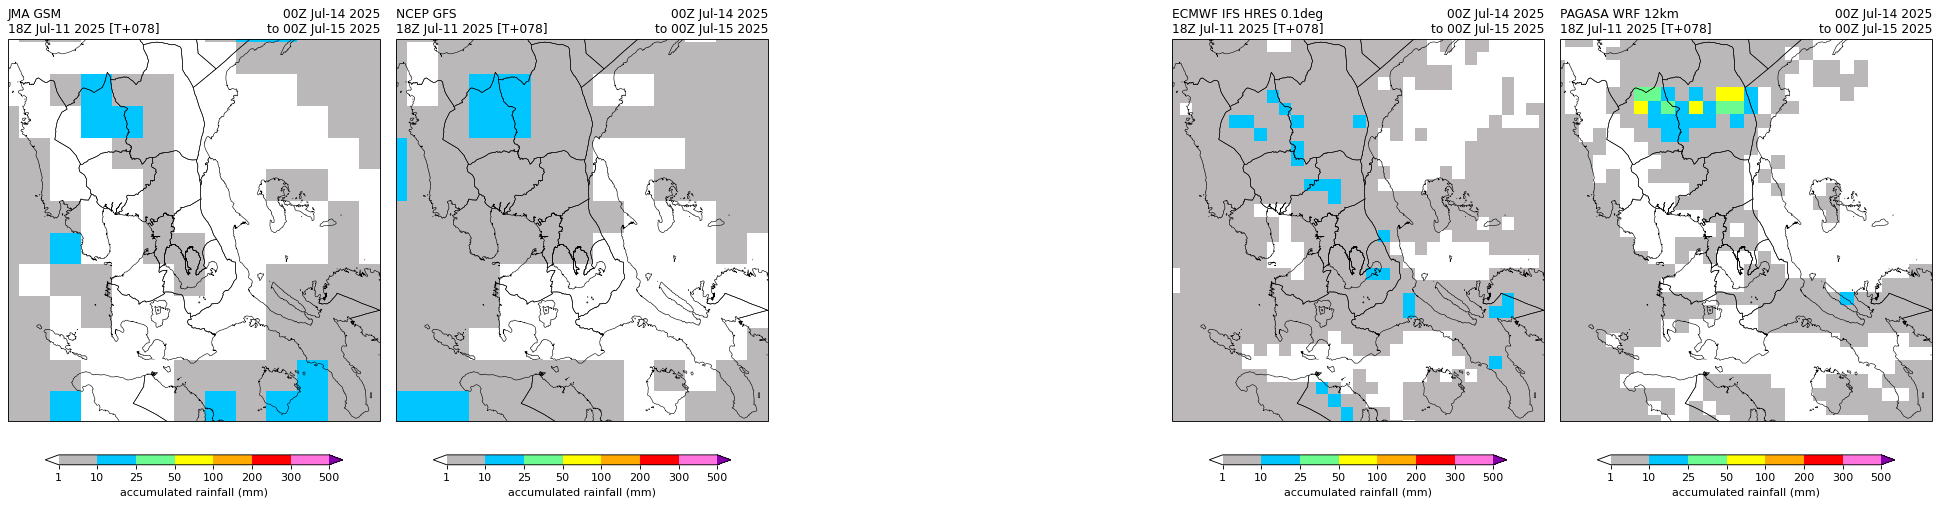 JMA GSM 00Z Jul-14 2025
18Z Jul-11 2025 [T+078] to 00Z Jul-15 2025
1 10 25 50 100 200 300 500
accumulated rainfall (mm)
NCEP GFS 00Z Jul-14 2025
18Z Jul-11 2025 [T+078] to 00Z Jul-15 2025
1 10 25 50 100 200 300 500
accumulated rainfall (mm)
ECMWF IFS HRES 0.1deg 00Z Jul-14 2025
18Z Jul-11 2025 [T+078] to 00Z Jul-15 2025
1 10 25 50 100 200 300 500
accumulated rainfall (mm)
PAGASA WRF 12km 00Z Jul-14 2025
18Z Jul-11 2025 [T+078] to 00Z Jul-15 2025
1 10 25 50 100 200 300 500
accumulated rainfall (mm)